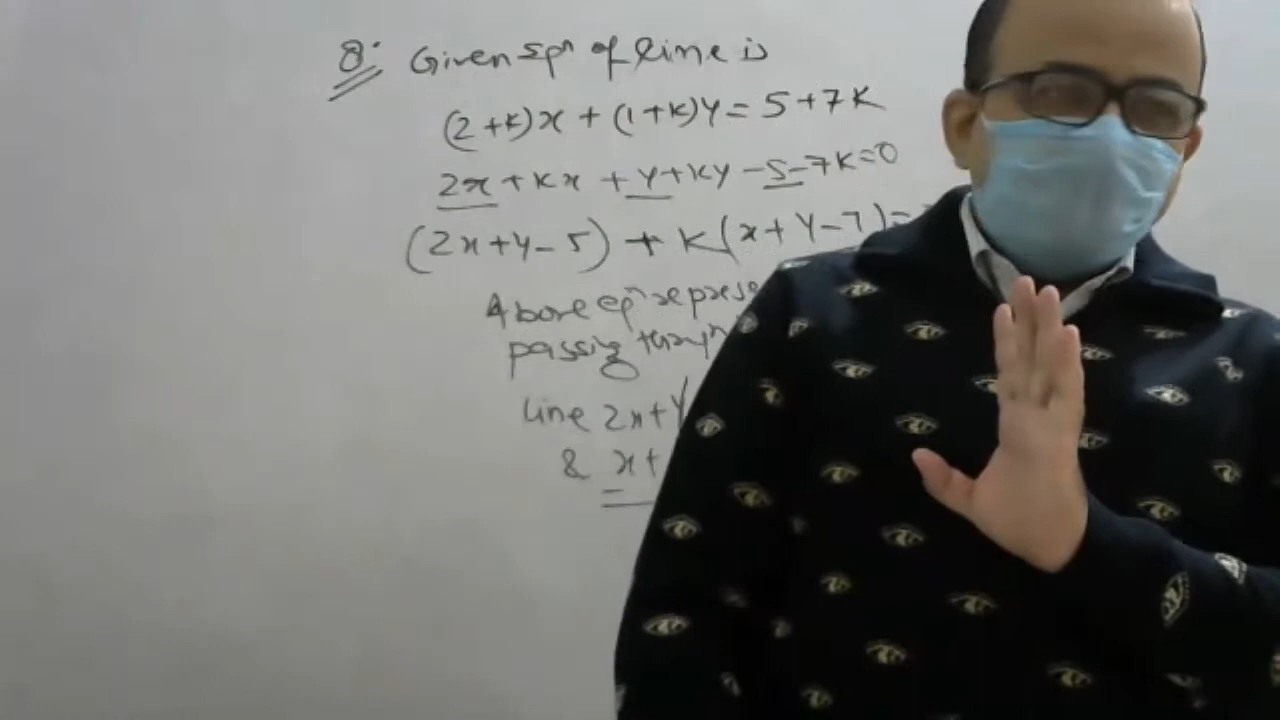 8. Given eqn of line is
(2+k)x + (1+k)y = 5+7k
2x + kx + y + ky - 5 - 7k = 0
(2x+y-5) + k(x+y-7) =
Above eqn represe
passing
line 2x+y
& x+